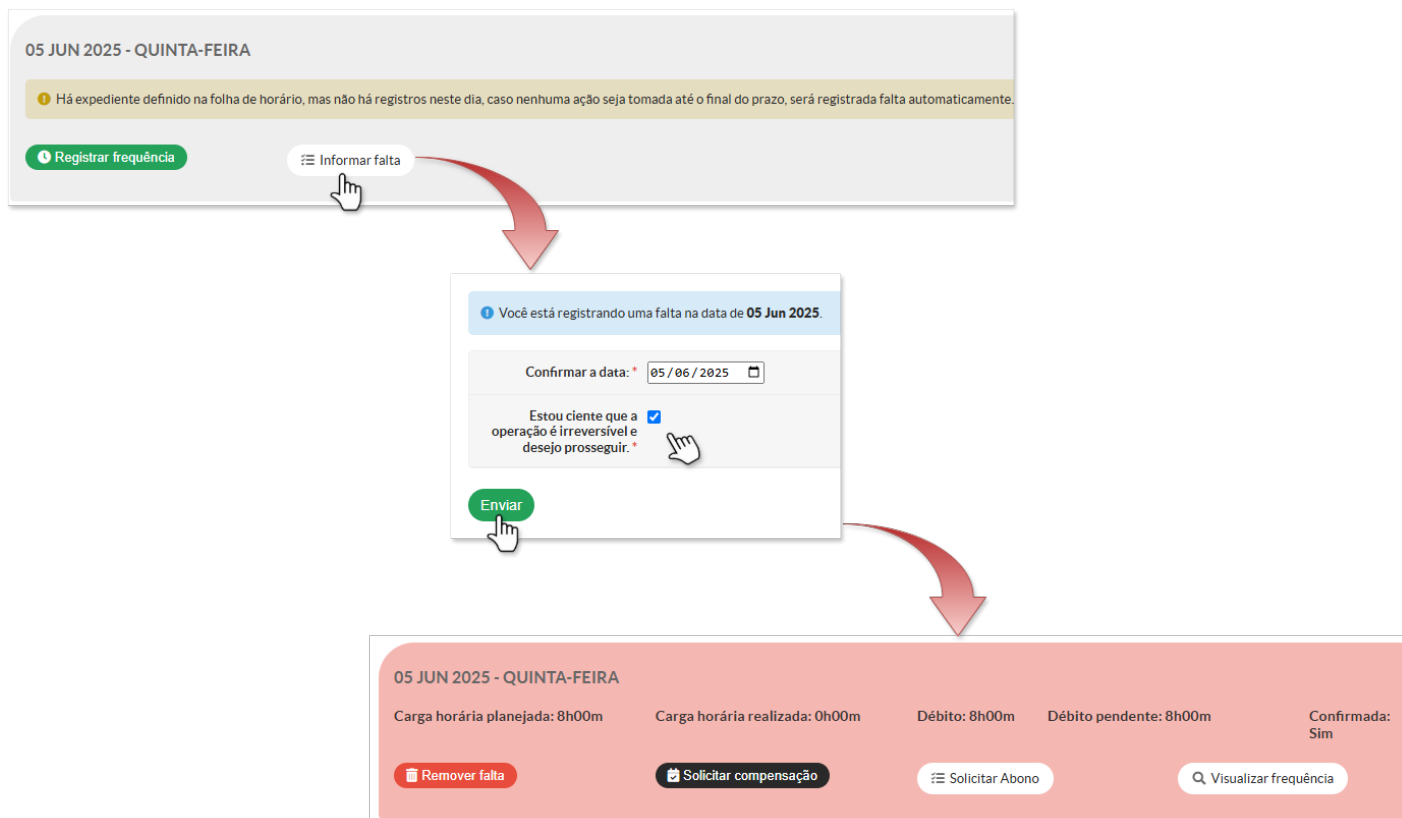 05 JUN 2025 - QUINTA-FEIRA
Há expediente definido na folha de horário, mas não há registros neste dia, caso nenhuma ação seja tomada até o final do prazo, será registrada falta automaticamente.
Registrar frequência
Informar falta
Você está registrando uma falta na data de 05 Jun 2025.
Confirmar a data: * 05/06/2025
Estou ciente que a
operação é irreversível e
desejo prosseguir. *
Enviar
05 JUN 2025 - QUINTA-FEIRA
Carga horária planejada: 8h00m
Carga horária realizada: 0h00m
Débito: 8h00m
Débito pendente: 8h00m
Confirmada:
Sim
Remover falta
Solicitar compensação
Solicitar Abono
Visualizar frequência